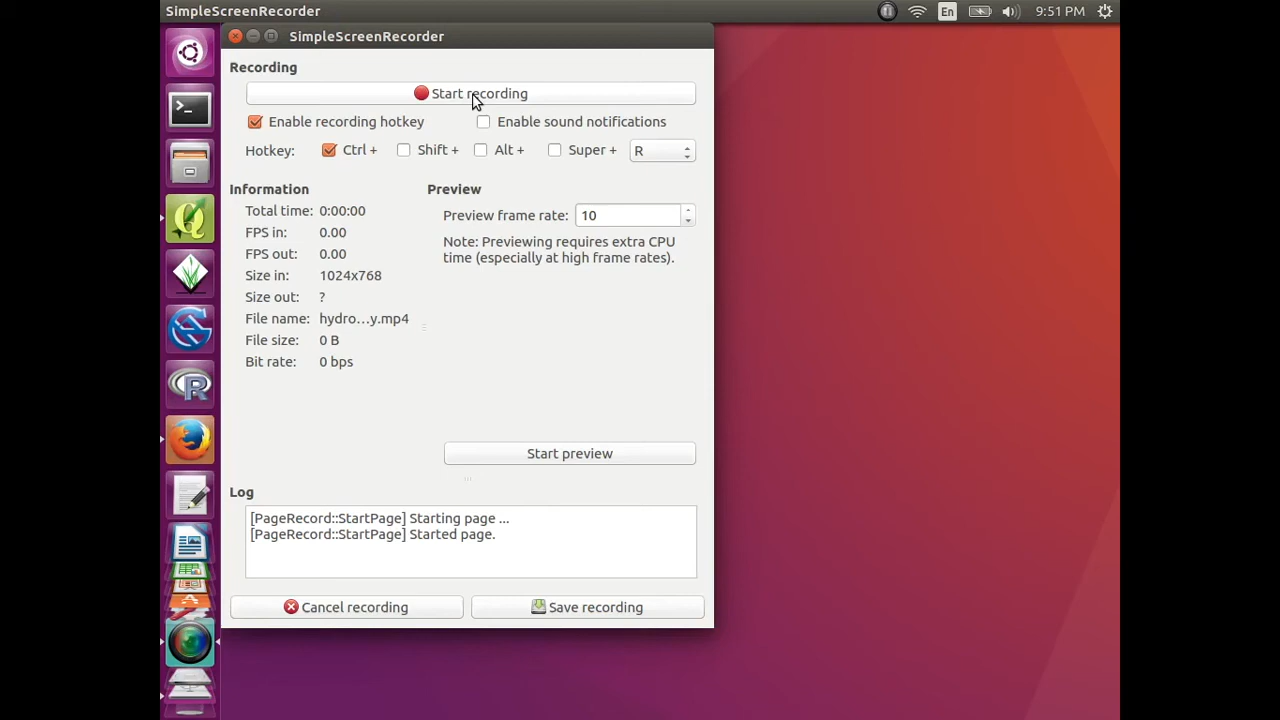 SimpleScreenRecorder
En
9:51 PM
SimpleScreenRecorder
Recording
Start recording
Enable recording hotkey
Enable sound notifications
Hotkey: Ctrl + Shift + Alt + Super + R
Information
Total time: 0:00:00
FPS in: 0.00
FPS out: 0.00
Size in: 1024x768
Size out: ?
File name: hydro…y.mp4
File size: 0 B
Bit rate: 0 bps
Preview
Preview frame rate: 10
Note: Previewing requires extra CPU
time (especially at high frame rates).
Start preview
Log
[PageRecord::StartPage] Starting page ...
[PageRecord::StartPage] Started page.
Cancel recording
Save recording